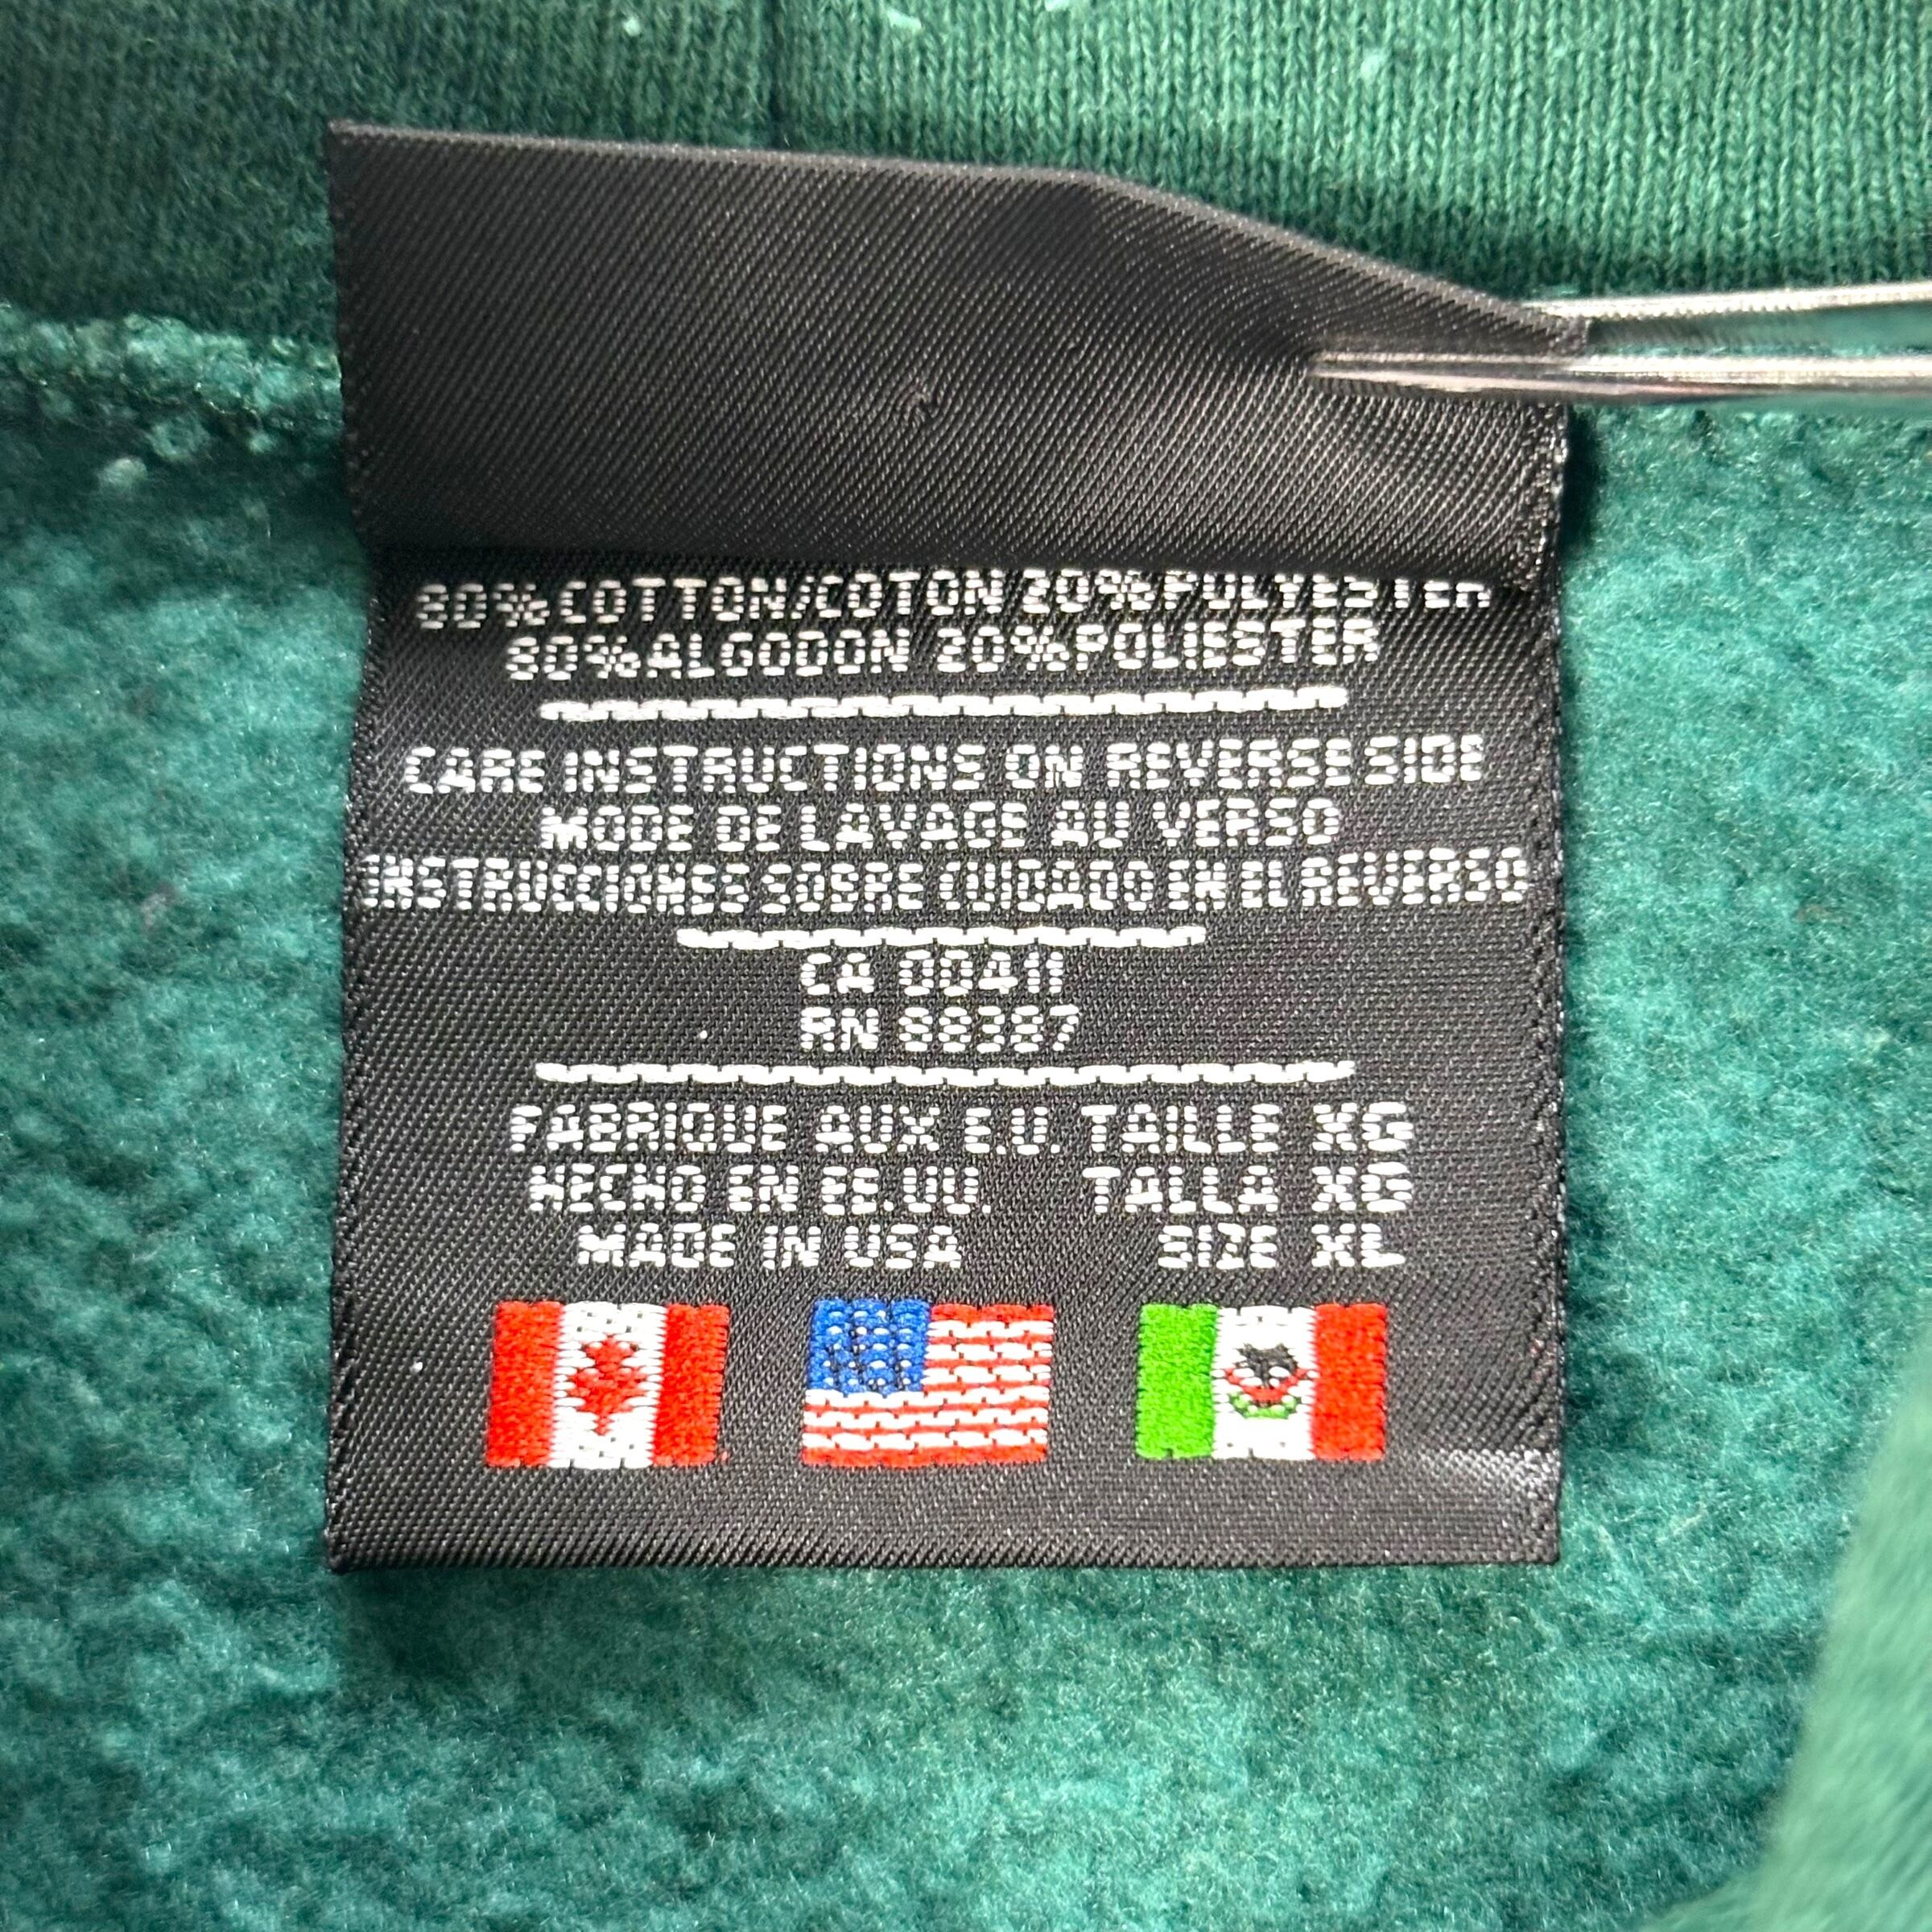 80% COTTON/COTON 20% POLYESTER
80% ALGODON 20% POLIESTER
CARE INSTRUCTIONS ON REVERSE SIDE
MODE DE LAVAGE AU VERSO
INSTRUCCIONES SOBRE CUIDADO EN EL REVERSO
CA 00411
RN 88387
FABRIQUE AUX E.U. TAILLE XG
HECHO EN EE.UU. TALLA XG
MADE IN USA SIZE XL